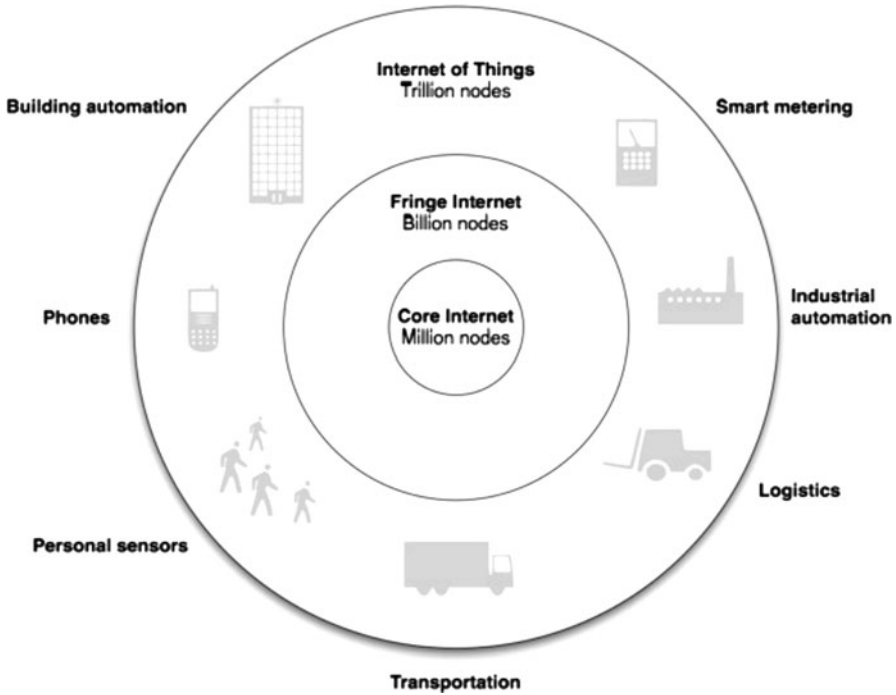 Internet of Things
Trillion nodes
Building automation
Smart metering
Fringe Internet
Billion nodes
Phones
Core Internet
Million nodes
Industrial
automation
Logistics
Personal sensors
Transportation